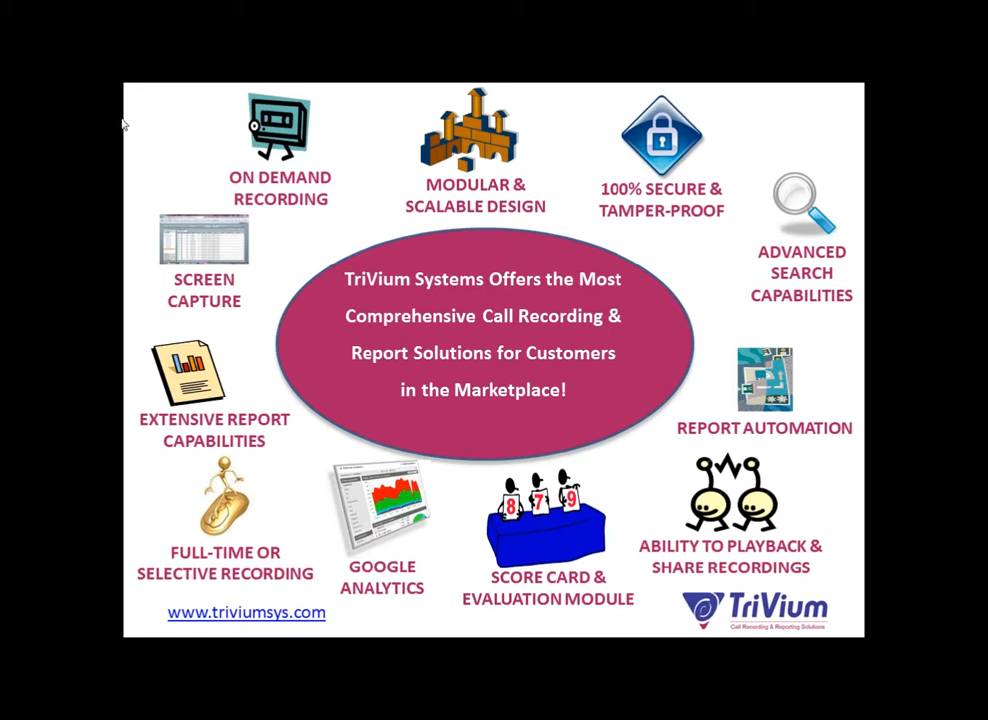 ON DEMAND
RECORDING
MODULAR &
SCALABLE DESIGN
100% SECURE &
TAMPER-PROOF
ADVANCED
SEARCH
CAPABILITIES
SCREEN
CAPTURE
TriVium Systems Offers the Most
Comprehensive Call Recording &
Report Solutions for Customers
in the Marketplace!
EXTENSIVE REPORT
CAPABILITIES
REPORT AUTOMATION
FULL-TIME OR
SELECTIVE RECORDING
GOOGLE
ANALYTICS
8 7 9
SCORE CARD &
EVALUATION MODULE
ABILITY TO PLAYBACK &
SHARE RECORDINGS
www.triviumsys.com
TriVium
Call Recording & Reporting Solutions